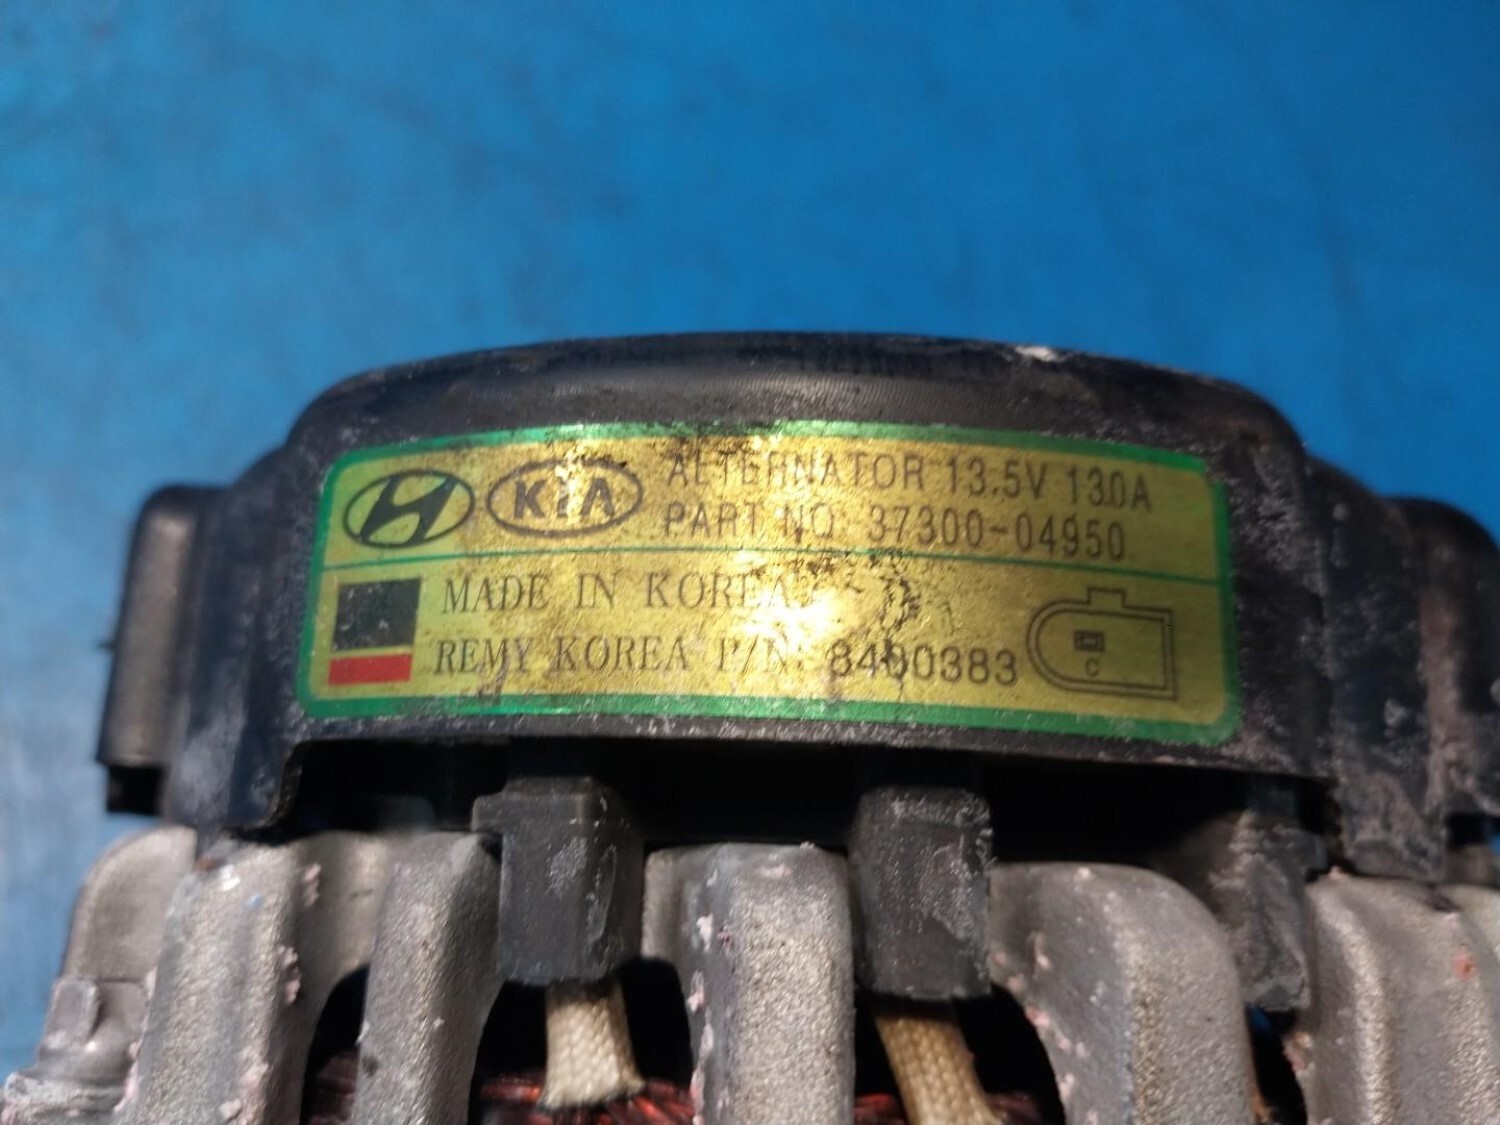 KIA ALTERNATOR 13.5V 130A
PART NO. 37300-04950
MADE IN KOREA
REMY KOREA P/N. 8400383
C